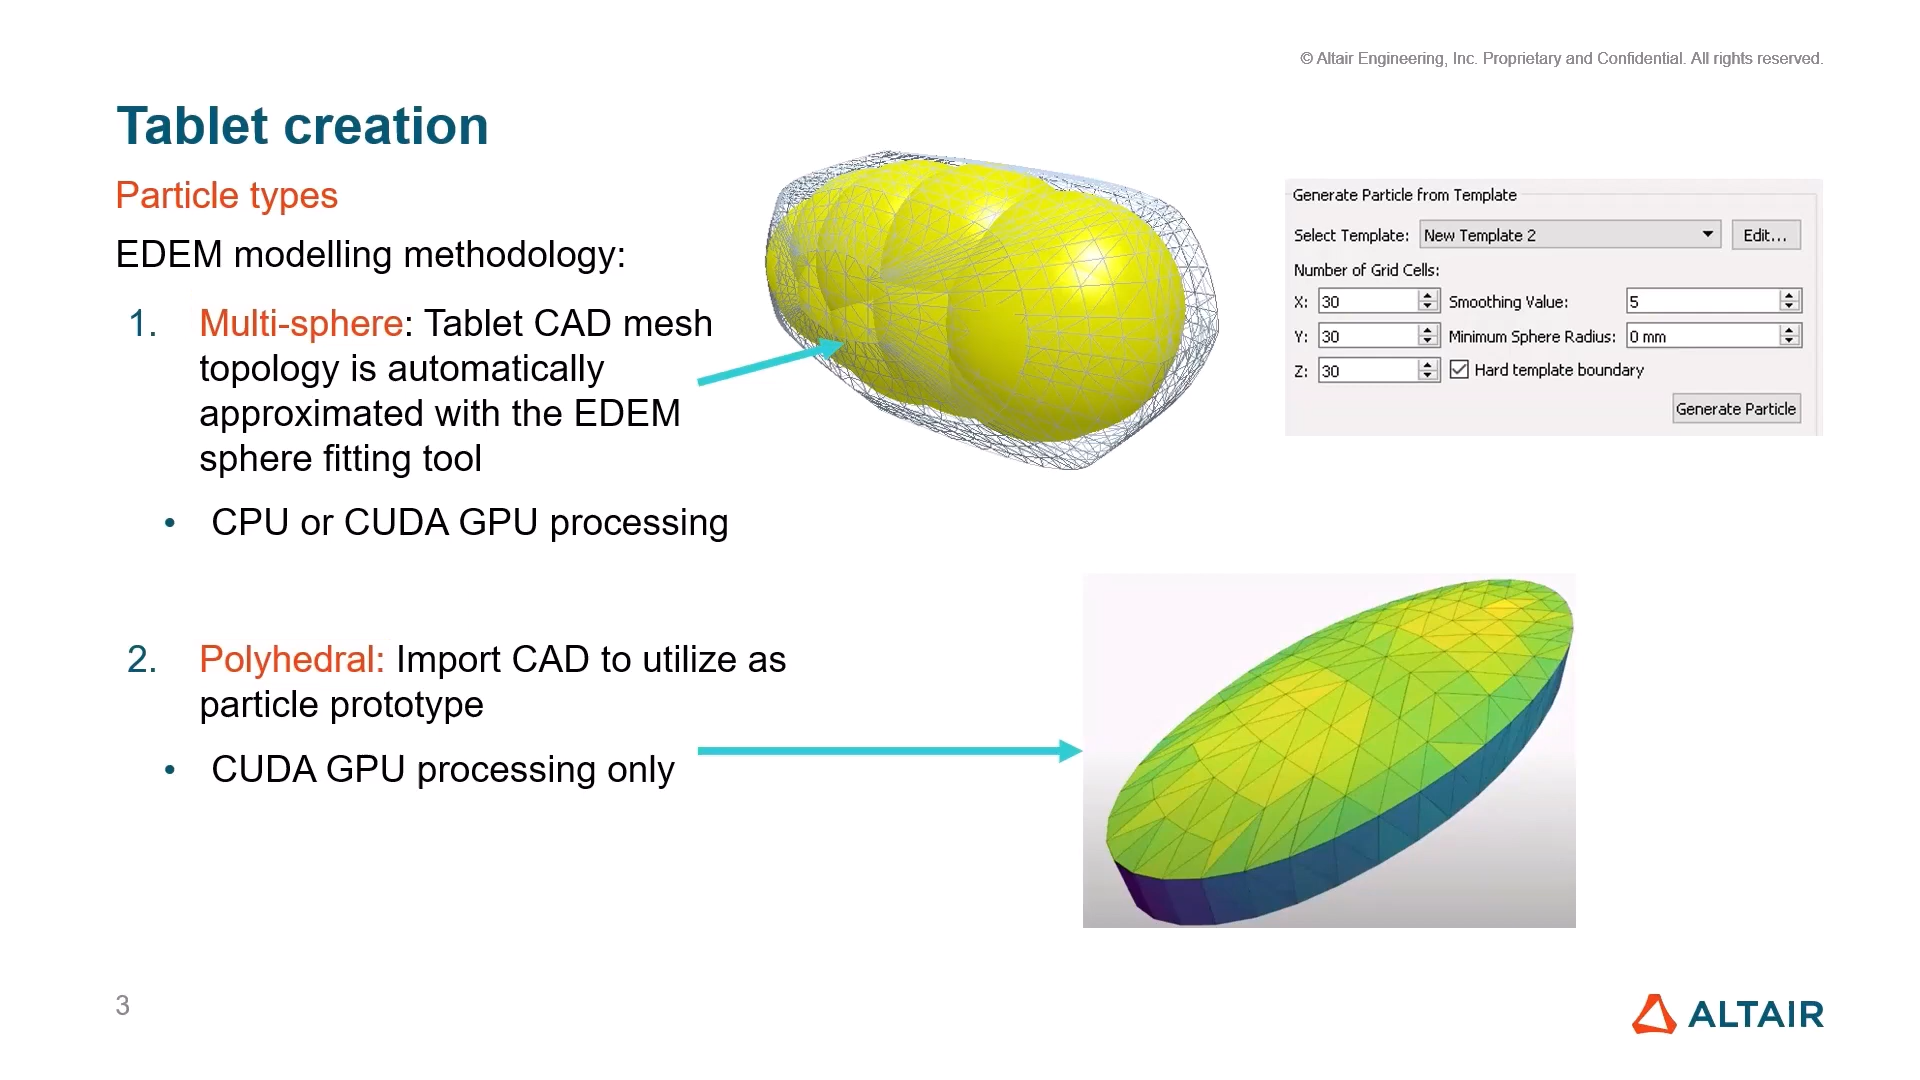 © Altair Engineering, Inc. Proprietary and Confidential. All rights reserved.
Tablet creation
Particle types
EDEM modelling methodology:
1. Multi-sphere: Tablet CAD mesh
topology is automatically
approximated with the EDEM
sphere fitting tool
• CPU or CUDA GPU processing
Generate Particle from Template
Select Template: New Template 2 Edit...
Number of Grid Cells:
X: 30 Smoothing Value: 5
Y: 30 Minimum Sphere Radius: 0 mm
Z: 30 Hard template boundary
Generate Particle
2. Polyhedral: Import CAD to utilize as
particle prototype
• CUDA GPU processing only
3
ALTAIR